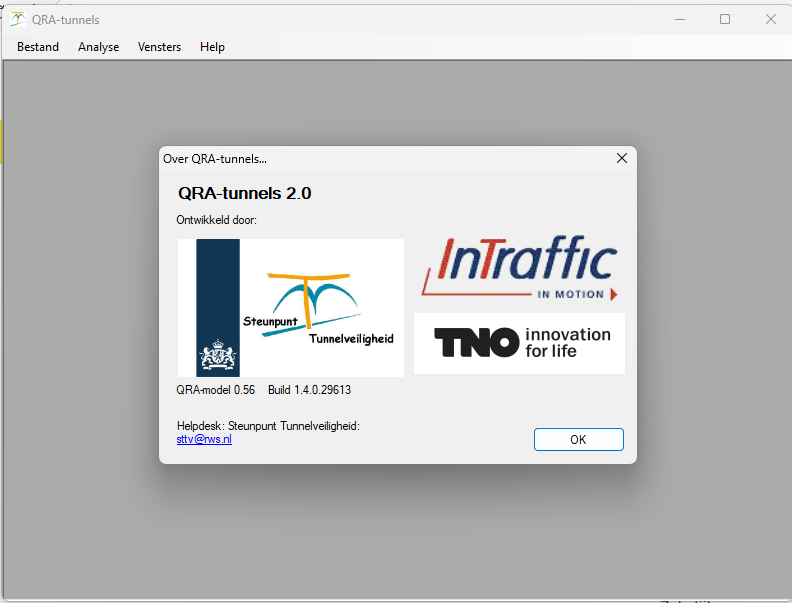 QRA-tunnels
Bestand Analyse Vensters Help
Over QRA-tunnels...
QRA-tunnels 2.0
Ontwikkeld door:
InTraffic
IN MOTION
Steunpunt
Tunnelveiligheid
TNO innovation
for life
QRA-model 0.56 Build 1.4.0.29613
Helpdesk: Steunpunt Tunnelveiligheid:
sttv@rws.nl
OK